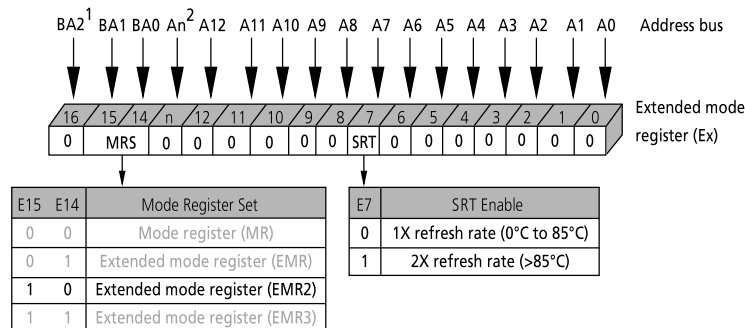 BA2¹ BA1 BA0 An² A12 A11 A10 A9 A8 A7 A6 A5 A4 A3 A2 A1 A0 Address bus
16 15 14 n 12 11 10 9 8 7 6 5 4 3 2 1 0 Extended mode
0 MRS 0 0 0 0 0 0 SRT 0 0 0 0 0 0 0 register (Ex)
E15 E14 Mode Register Set
0 0 Mode register (MR)
0 1 Extended mode register (EMR)
1 0 Extended mode register (EMR2)
1 1 Extended mode register (EMR3)
E7 SRT Enable
0 1X refresh rate (0°C to 85°C)
1 2X refresh rate (>85°C)